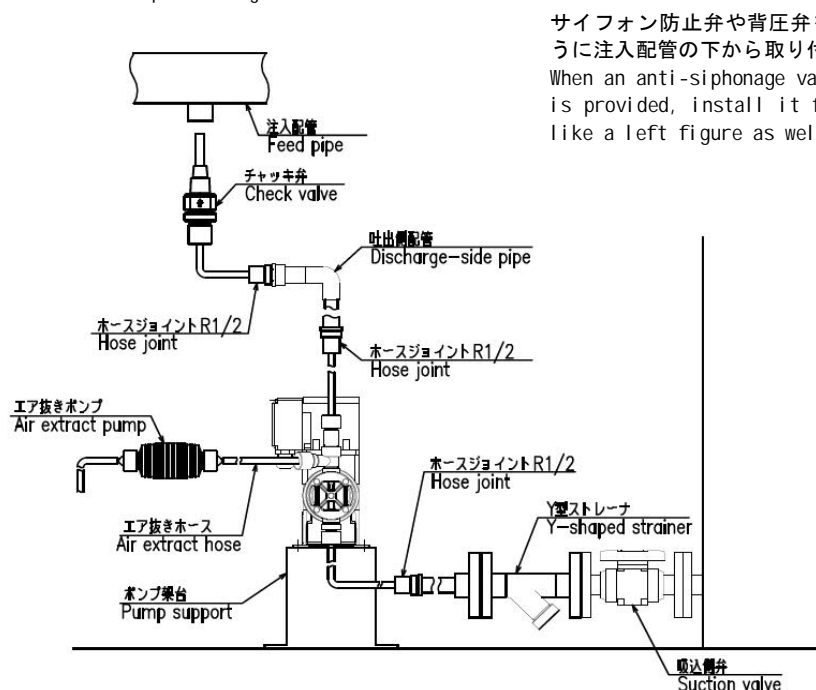 サイフォン防止弁や背圧弁
うに注入配管の下から取り
When an anti-siphonage va
is provided, install it
like a left figure as wel
注入配管
Feed pipe
チャッキ弁
Check valve
吐出側配管
Discharge-side pipe
ホースジョイントR1/2
Hose joint
ホースジョイントR1/2
Hose joint
エア抜きポンプ
Air extract pump
ホースジョイントR1/2
Hose joint
エア抜きホース
Air extract hose
Y型ストレーナ
Y-shaped strainer
ポンプ架台
Pump support
吸込側弁
Suction valve